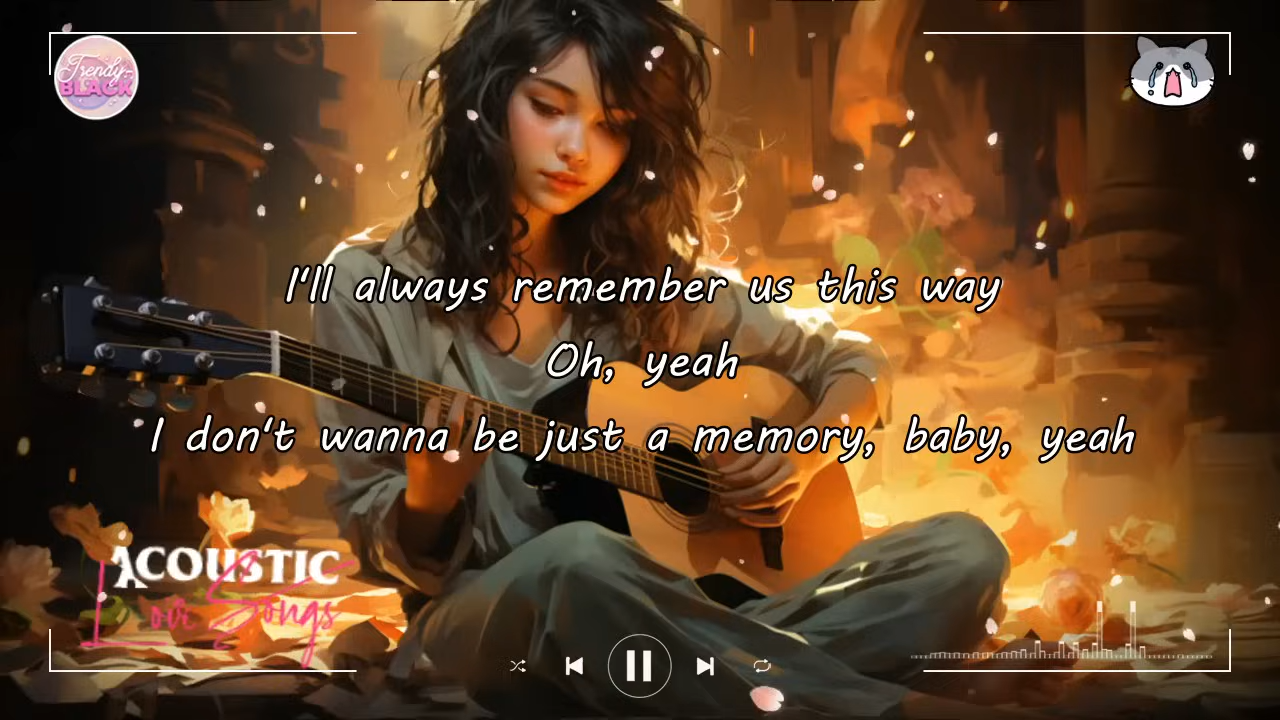 Trendy
BLACK
I'll always remember us this way
Oh, yeah
I don't wanna be just a memory, baby, yeah
ACOUSTIC
Love Songs